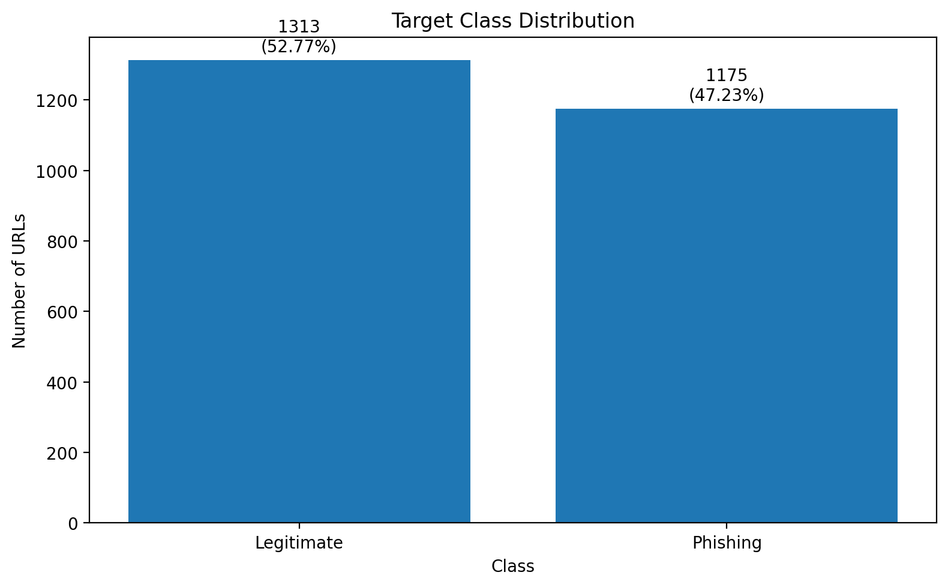 Target Class Distribution
1313
(52.77%)
1175
(47.23%)
1200
1000
800
600
400
200
0
Number of URLs
Legitimate
Phishing
Class